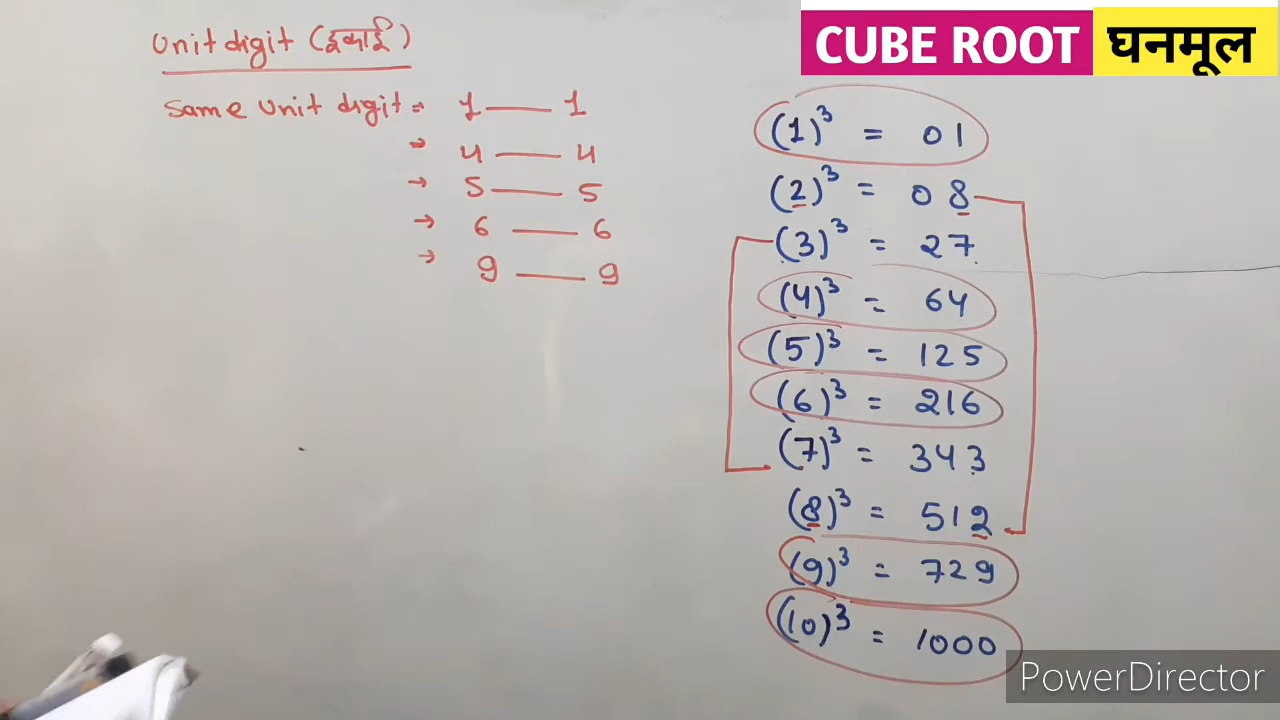 CUBE ROOT घनमूल
Unit digit (इकाई)
Same Unit digit :- 1 — 1
→ 4 — 4
→ 5 — 5
→ 6 — 6
→ 9 — 9
(1)³ = 01
(2)³ = 08
(3)³ = 27
(4)³ = 64
(5)³ = 125
(6)³ = 216
(7)³ = 343
(8)³ = 512
(9)³ = 729
(10)³ = 1000
PowerDirector